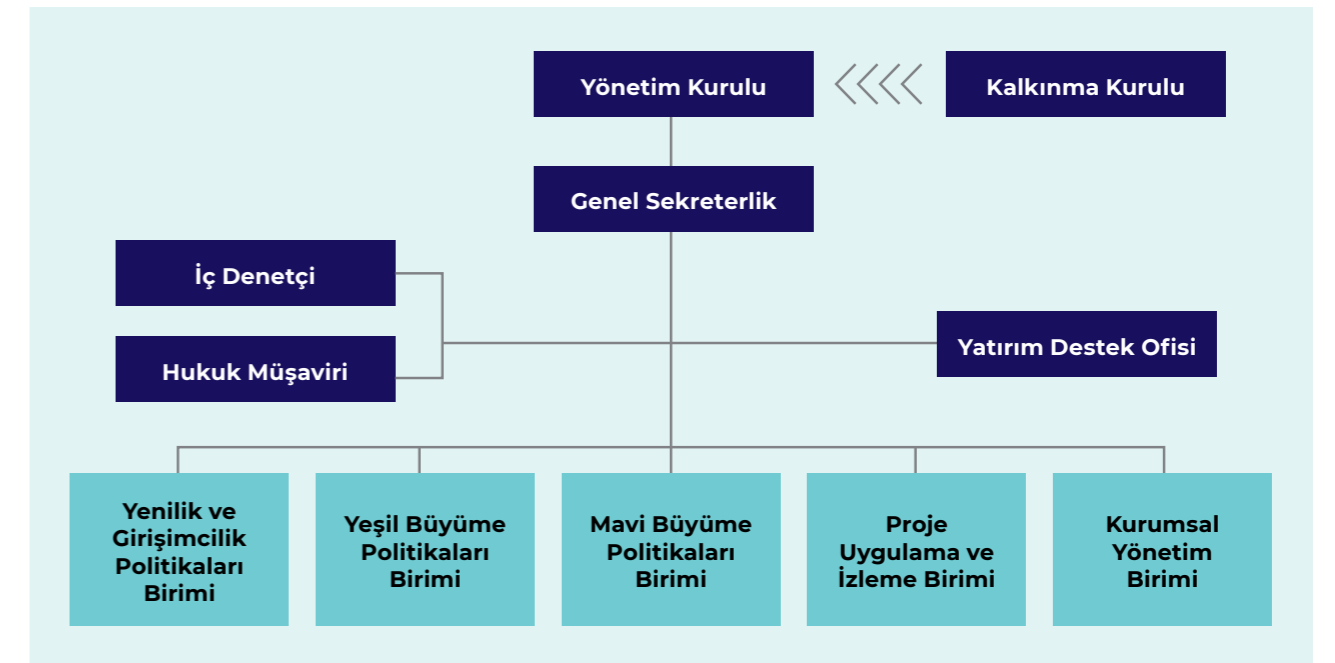 Yönetim Kurulu
Kalkınma Kurulu
Genel Sekreterlik
İç Denetçi
Hukuk Müşaviri
Yatırım Destek Ofisi
Yenilik ve
Girişimcilik
Politikaları
Birimi
Yeşil Büyüme
Politikaları
Birimi
Mavi Büyüme
Politikaları
Birimi
Proje
Uygulama ve
İzleme Birimi
Kurumsal
Yönetim
Birimi